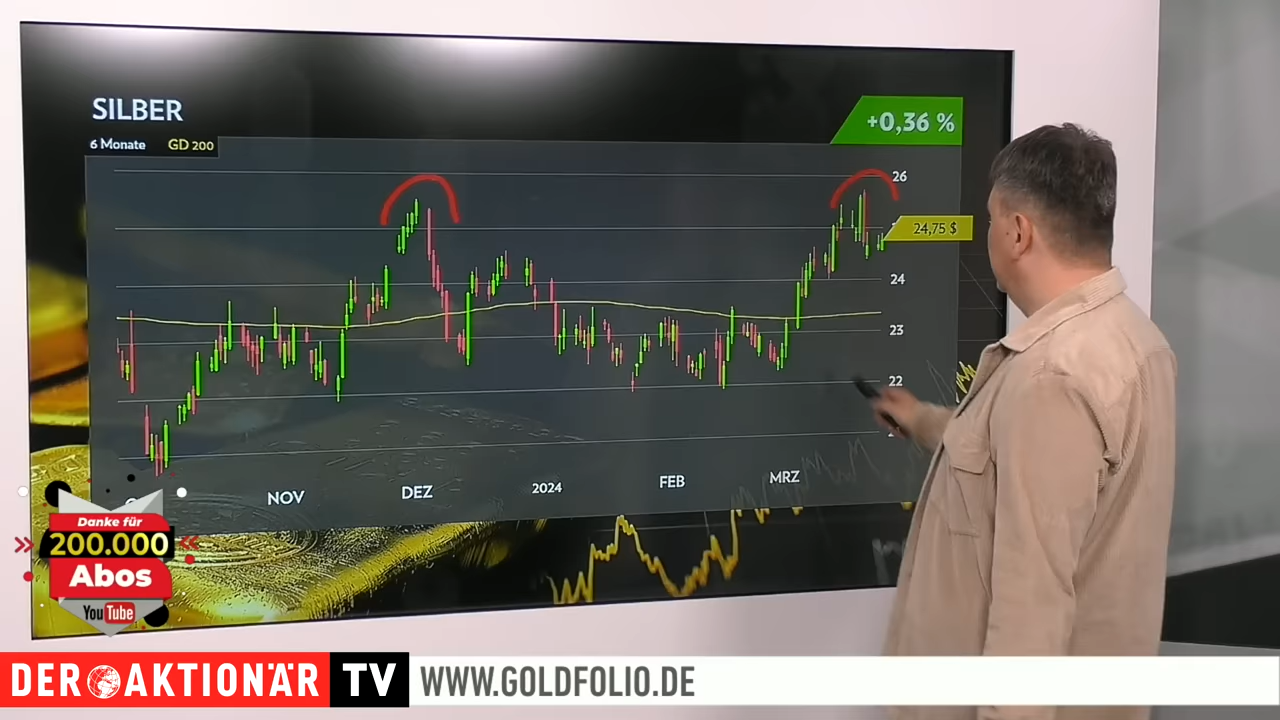 SILBER
+0,36 %
6 Monate GD 200
26
24,75 $
24
23
22
NOV DEZ 2024 FEB MRZ
Danke für
200.000
Abos
YouTube
DER AKTIONÄR TV WWW.GOLDFOLIO.DE